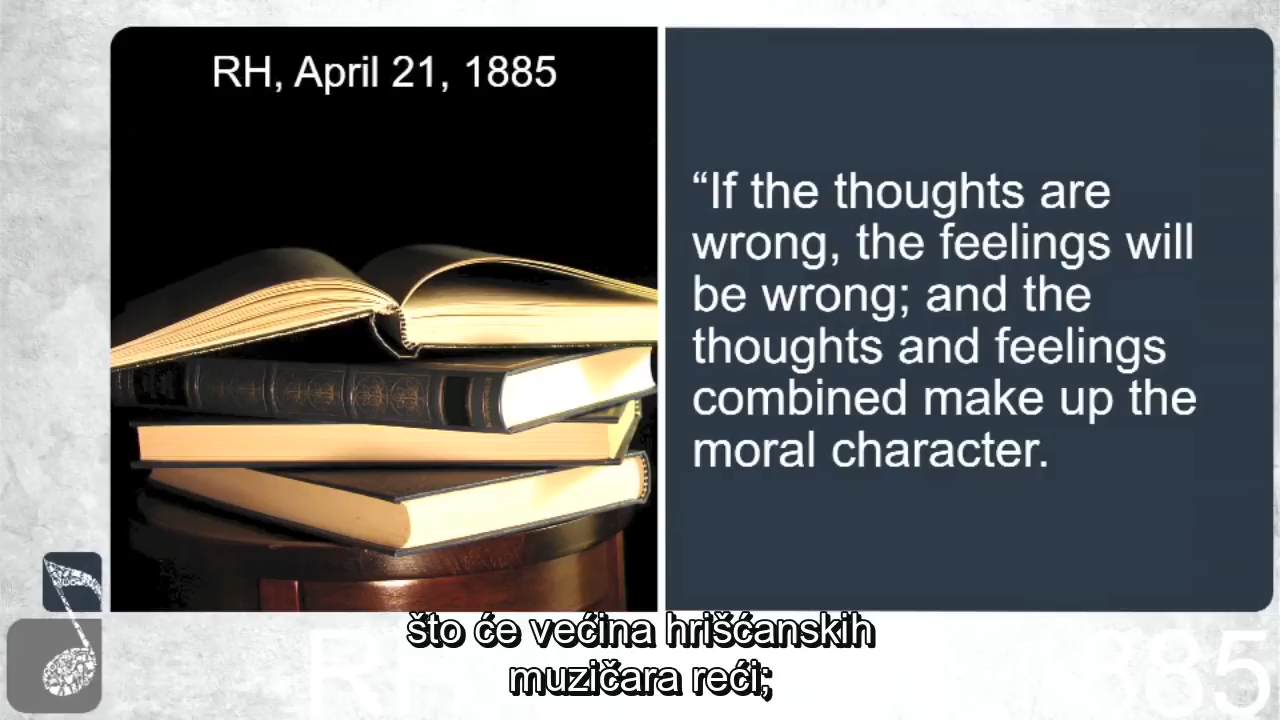 RH, April 21, 1885
“If the thoughts are
wrong, the feelings will
be wrong; and the
thoughts and feelings
combined make up the
moral character.
što će većina hrišćanskih
muzičara reći;